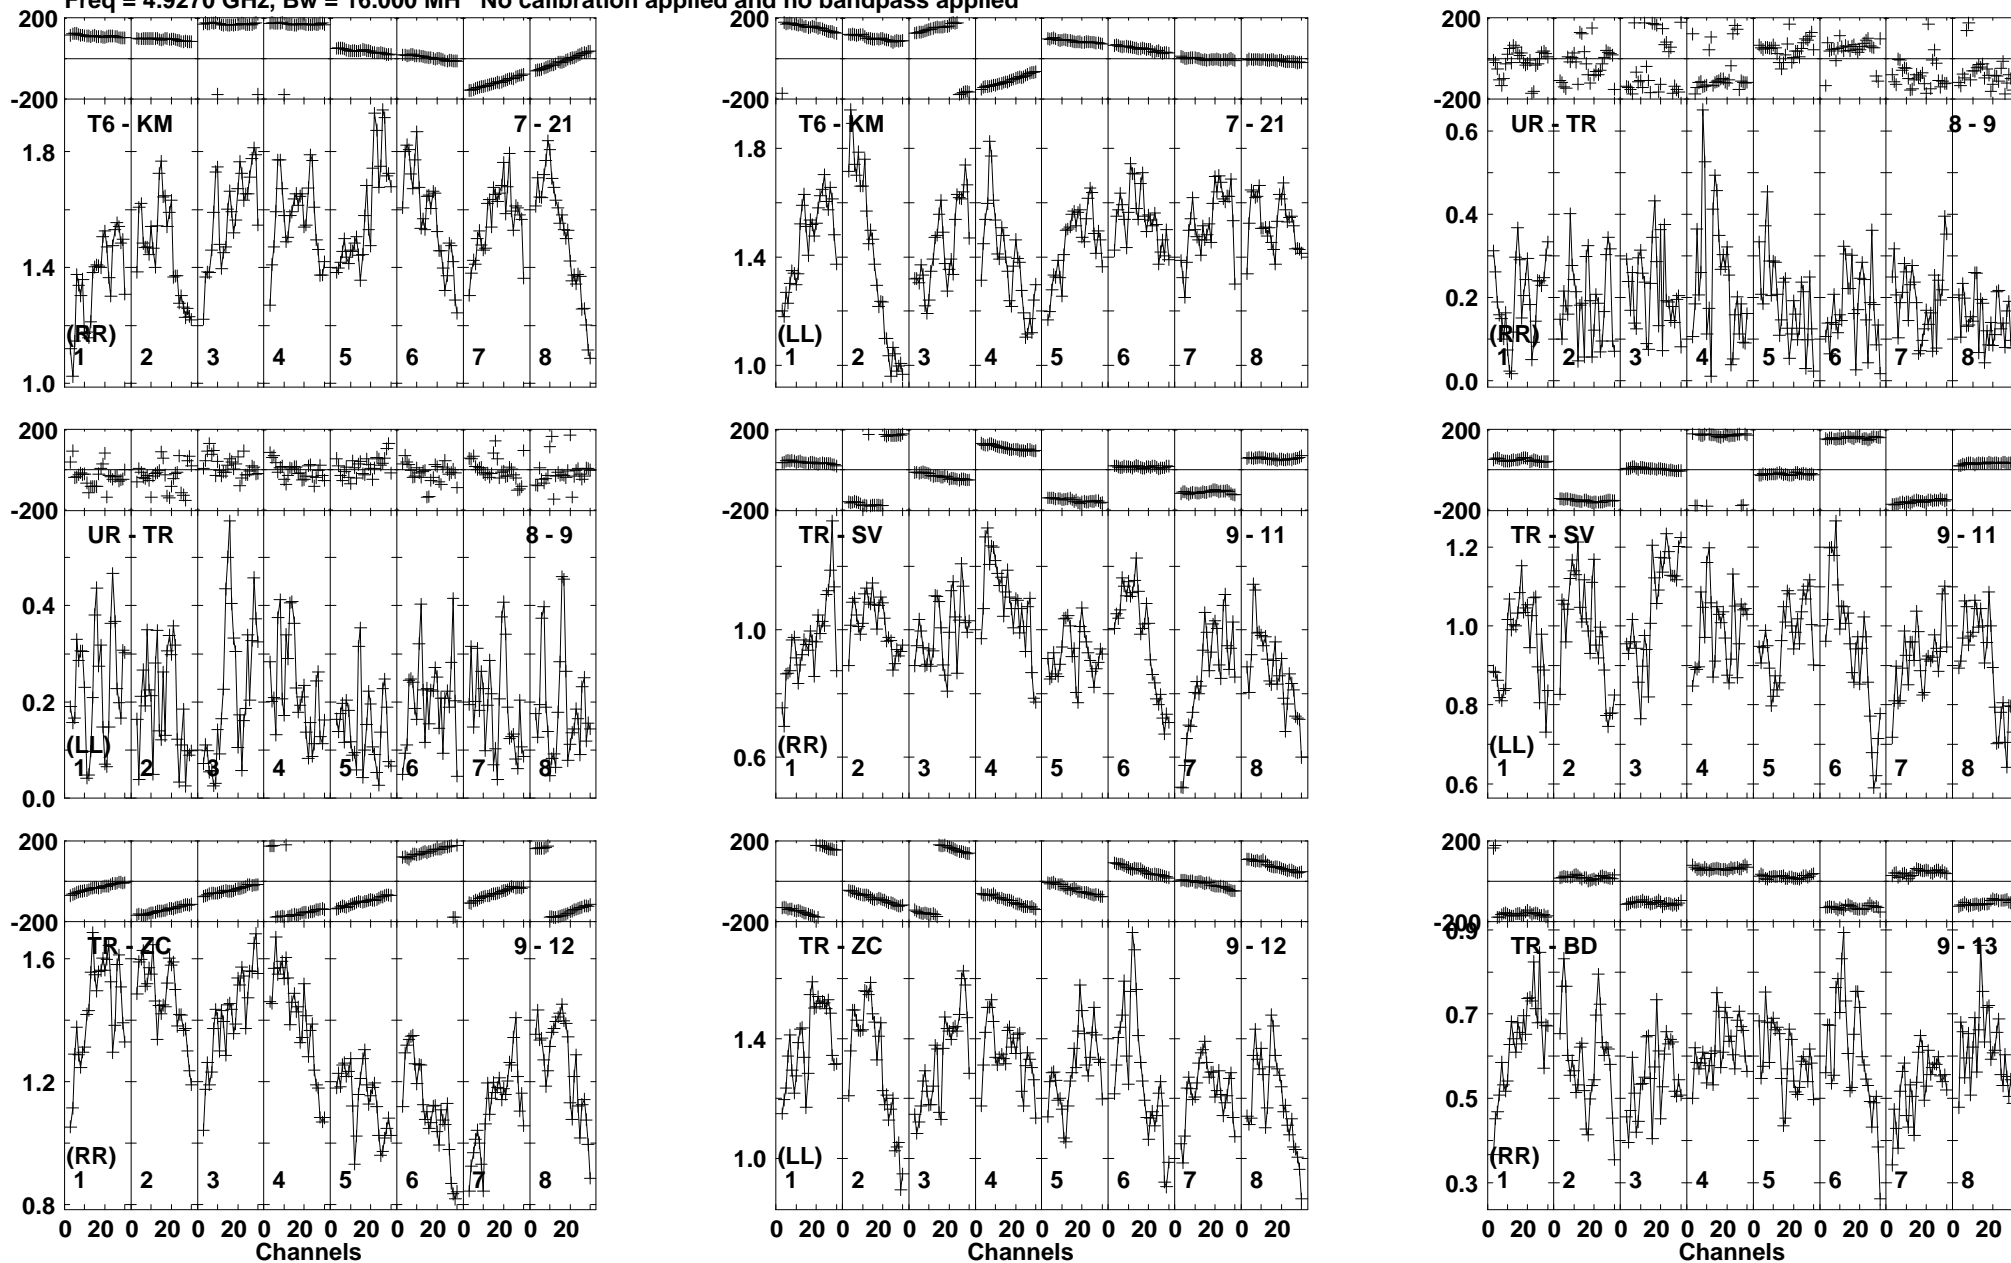 Freq = 4.9270 GHz, Bw = 16.000 MH No calibration applied and no bandpass applied
200 200 200
-200 -200 -200
T6 - KM 7 - 21 T6 - KM 7 - 21 UR - TR 8 - 9
1.8 1.8 0.6
1.4 1.4 0.4
0.2
(RR) (LL) (RR)
1 2 3 4 5 6 7 8 1 2 3 4 5 6 7 8 1 2 3 4 5 6 7 8
1.0 1.0 0.0
200 200 200
-200 -200 -200
UR - TR 8 - 9 TR - SV 9 - 11 TR - SV 9 - 11
0.4 1.0 1.2
1.0
0.2 0.8
(LL) (RR) (LL)
1 2 3 4 5 6 7 8 1 2 3 4 5 6 7 8 1 2 3 4 5 6 7 8
0.0 0.6 0.6
200 200 200
-200 -200 -200
0.9
TR - ZC 9 - 12 TR - ZC 9 - 12 TR - BD 9 - 13
1.6 1.4 0.7
1.2 0.5
(RR) (LL) (RR)
1.0
1 2 3 4 5 6 7 8 1 2 3 4 5 6 7 8 1 2 3 4 5 6 7 8
0.8 0.3
0 20 0 20 0 20 0 20 0 20 0 20 0 20 0 20 0 20 0 20 0 20 0 20 0 20 0 20 0 20 0 20 0 20 0 20 0 20 0 20 0 20 0 20 0 20 0 20
Channels Channels Channels